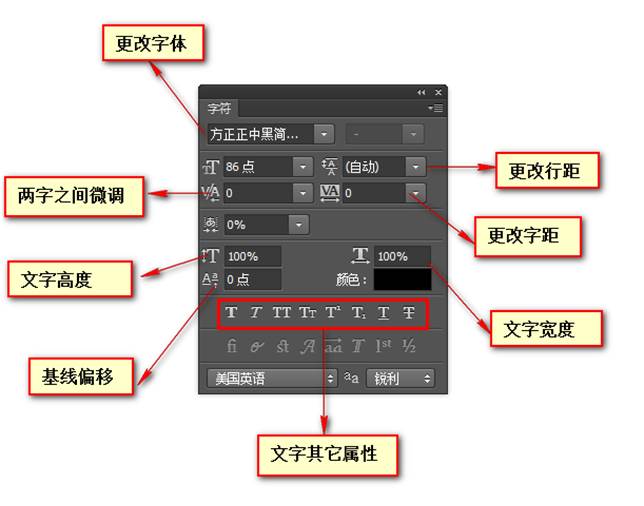 更改字体
字符
方正正中黑简...
-
86 点
(自动)
更改行距
两字之间微调
0
0
更改字距
0%
文字高度
100%
100%
0 点
颜色：
文字宽度
T T TT Tт T¹ T₁ T T
fi st A aa T 1st ½
基线偏移
美国英语
aa
锐利
文字其它属性